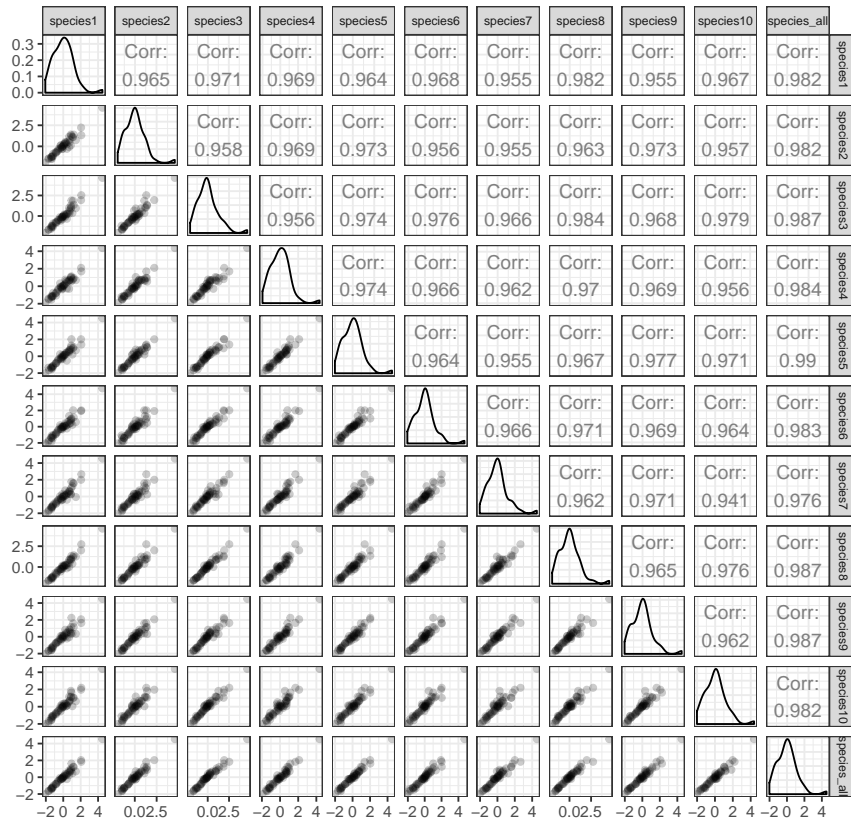 species1 species2 species3 species4 species5 species6 species7 species8 species9 species10 species_all
0.3 Corr: Corr: Corr: Corr: Corr: Corr: Corr: Corr: Corr: Corr: species1
0.2
0.1 0.965 0.971 0.969 0.964 0.968 0.955 0.982 0.955 0.967 0.982
0.0
2.5 Corr: Corr: Corr: Corr: Corr: Corr: Corr: Corr: Corr: species2
0.0 0.958 0.969 0.973 0.956 0.955 0.963 0.973 0.957 0.982
2.5 Corr: Corr: Corr: Corr: Corr: Corr: Corr: Corr: species3
0.0 0.956 0.974 0.976 0.966 0.984 0.968 0.979 0.987
4 Corr: Corr: Corr: Corr: Corr: Corr: Corr: species4
2
0 0.974 0.966 0.962 0.97 0.969 0.956 0.984
−2
4 Corr: Corr: Corr: Corr: Corr: Corr: species5
2
0 0.964 0.955 0.967 0.977 0.971 0.99
−2
4 Corr: Corr: Corr: Corr: Corr: species6
2
0 0.966 0.971 0.969 0.964 0.983
−2
4 Corr: Corr: Corr: Corr: species7
2
0 0.962 0.971 0.941 0.976
−2
2.5 Corr: Corr: Corr: species8
0.0 0.965 0.976 0.987
4 Corr: Corr: species9
2
0 0.962 0.987
−2
4 Corr: species10
2
0 0.982
−2
4 species_all
2
0
−2
−2 0 2 4 0.02.5 0.02.5 −2 0 2 4 −2 0 2 4 −2 0 2 4 −2 0 2 4 0.02.5 −2 0 2 4 −2 0 2 4 −2 0 2 4